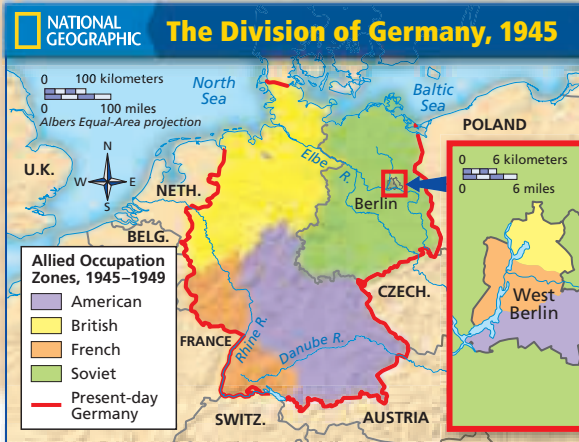 NATIONAL
GEOGRAPHIC
The Division of Germany, 1945
0 100 kilometers
0 100 miles
Albers Equal-Area projection
North
Sea
Baltic
Sea
POLAND
0 6 kilometers
0 6 miles
U.K.
N
W E
S
NETH.
Elbe R.
Berlin
BELG.
Allied Occupation
Zones, 1945–1949
American
British
French
Soviet
Present-day
Germany
CZECH.
West
Berlin
FRANCE
Rhine R.
Danube R.
SWITZ.
AUSTRIA